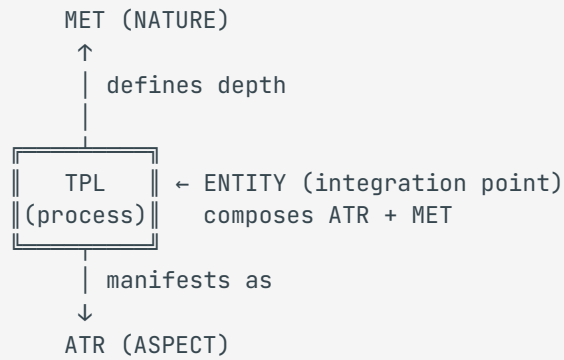 MET (NATURE)
↑
│ defines depth
│
╔═════╧════╗
║ TPL ║ ← ENTITY (integration point)
║(process)║ composes ATR + MET
╚═════╤════╝
│ manifests as
↓
ATR (ASPECT)